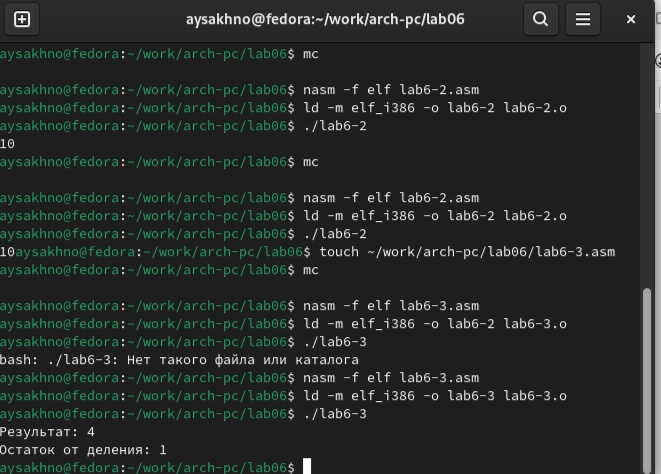 aysakhno@fedora:~/work/arch-pc/lab06
aysakhno@fedora:~/work/arch-pc/lab06$ mc
aysakhno@fedora:~/work/arch-pc/lab06$ nasm -f elf lab6-2.asm
aysakhno@fedora:~/work/arch-pc/lab06$ ld -m elf_i386 -o lab6-2 lab6-2.o
aysakhno@fedora:~/work/arch-pc/lab06$ ./lab6-2
10
aysakhno@fedora:~/work/arch-pc/lab06$ mc
aysakhno@fedora:~/work/arch-pc/lab06$ nasm -f elf lab6-2.asm
aysakhno@fedora:~/work/arch-pc/lab06$ ld -m elf_i386 -o lab6-2 lab6-2.o
aysakhno@fedora:~/work/arch-pc/lab06$ ./lab6-2
10aysakhno@fedora:~/work/arch-pc/lab06$ touch ~/work/arch-pc/lab06/lab6-3.asm
aysakhno@fedora:~/work/arch-pc/lab06$ mc
aysakhno@fedora:~/work/arch-pc/lab06$ nasm -f elf lab6-3.asm
aysakhno@fedora:~/work/arch-pc/lab06$ ld -m elf_i386 -o lab6-2 lab6-3.o
aysakhno@fedora:~/work/arch-pc/lab06$ ./lab6-3
bash: ./lab6-3: Нет такого файла или каталога
aysakhno@fedora:~/work/arch-pc/lab06$ nasm -f elf lab6-3.asm
aysakhno@fedora:~/work/arch-pc/lab06$ ld -m elf_i386 -o lab6-3 lab6-3.o
aysakhno@fedora:~/work/arch-pc/lab06$ ./lab6-3
Результат: 4
Остаток от деления: 1
aysakhno@fedora:~/work/arch-pc/lab06$